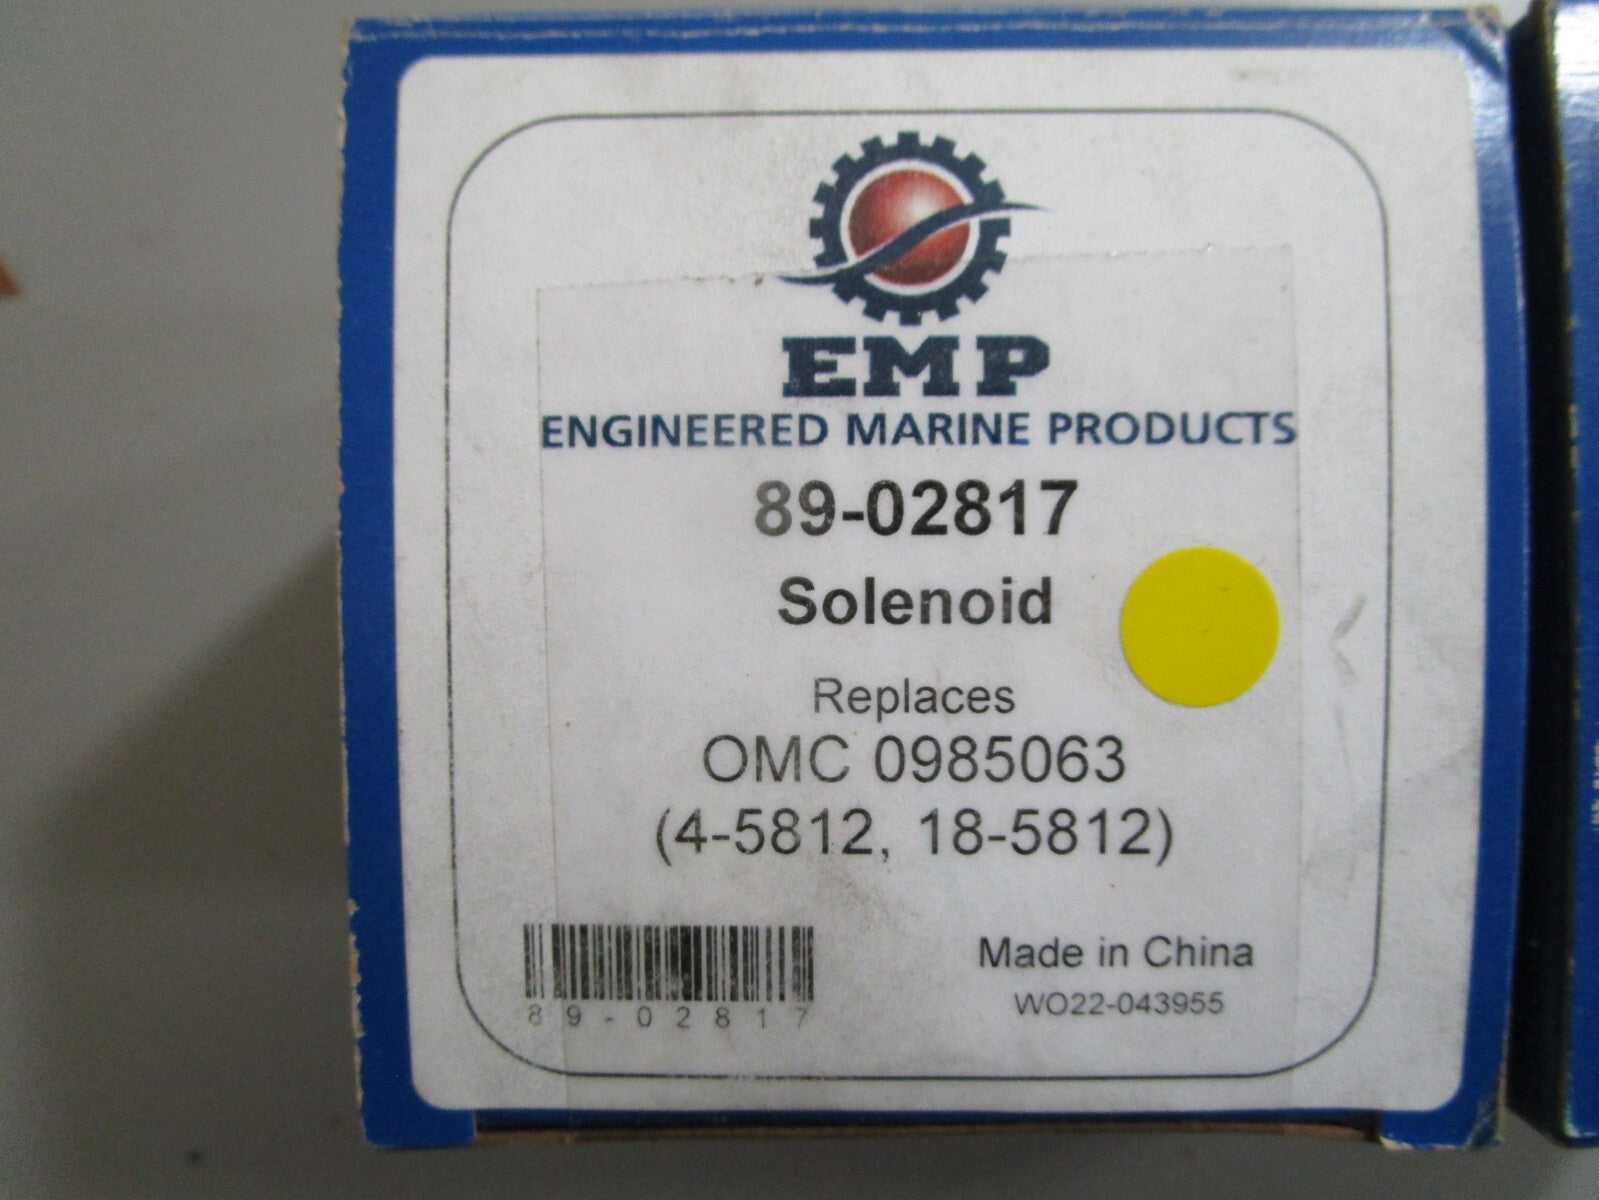 EMP
ENGINEERED MARINE PRODUCTS
89-02817
Solenoid
Replaces
OMC 0985063
(4-5812, 18-5812)
89-02817
Made in China
WO22-043955